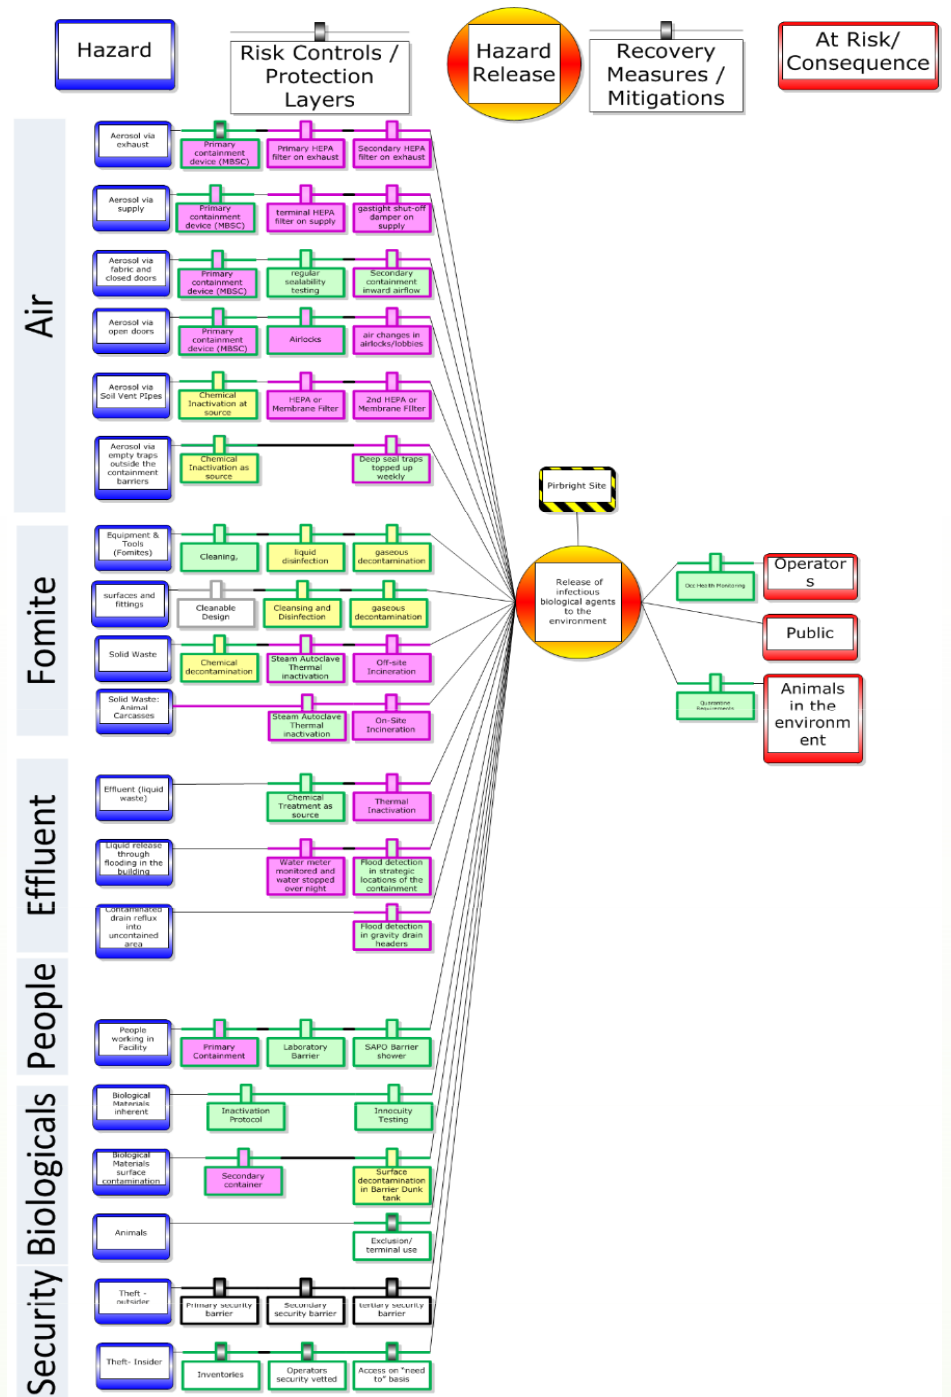 Hazard
Risk Controls /
Protection
Layers
Hazard
Release
Recovery
Measures /
Mitigations
At Risk/
Consequence
Air
Aerosol via
exhaust
Primary
containment
device (MBSC)
Primary HEPA
filter on exhaust
Secondary HEPA
filter on exhaust
Aerosol via
supply
Primary
containment
device (MBSC)
terminal HEPA
filter on supply
gastight shut-off
damper on
supply
Aerosol via
fabric and
closed doors
Primary
containment
device (MBSC)
regular
sealability
testing
Secondary
containment
inward airflow
Aerosol via
open doors
Primary
containment
device (MBSC)
Airlocks
air changes in
airlocks/lobbies
Aerosol via
Soil Vent PIpes
Chemical
Inactivation at
source
HEPA or
Membrane Filter
2nd HEPA or
Membrane FIlter
Aerosol via
empty traps
outside the
containment
barriers
Chemical
Inactivation as
source
Deep seal traps
topped up
weekly
Fomite
Equipment &
Tools
(Fomites)
Cleaning,
liquid
disinfection
gaseous
decontamination
surfaces and
fittings
Cleanable
Design
Cleansing and
Disinfection
gaseous
decontamination
Solid Waste
Chemical
decontamination
Steam Autoclave
Thermal
inactivation
Off-site
Incineration
Solid Waste:
Animal
Carcasses
Steam Autoclave
Thermal
inactivation
On-Site
Incineration
Effluent
Effluent (liquid
waste)
Chemical
Treatment as
source
Thermal
Inactivation
Liquid release
through
flooding in the
building
Water meter
monitored and
water stopped
over night
Flood detection
in strategic
locations of the
containment
Contaminated
drain reflux
into
uncontained
area
Flood detection
in gravity drain
headers
People
People
working in
Facility
Primary
Containment
Laboratory
Barrier
SAPO Barrier
shower
Biologicals
Biological
Materials
inherent
Inactivation
Protocol
Innocuity
Testing
Biological
Materials
surface
contamination
Secondary
container
Surface
decontamination
in Barrier Dunk
tank
Animals
Exclusion/
terminal use
Security
Theft -
outsider
Primary security
barrier
Secondary
security barrier
tertiary security
barrier
Theft- Insider
Inventories
Operators
security vetted
Access on "need
to" basis
Pirbright Site
Release of
infectious
biological agents
to the
environment
Occ Health Monitoring
Operator
s
Public
Quarantine
Requirements
Animals
in the
environm
ent